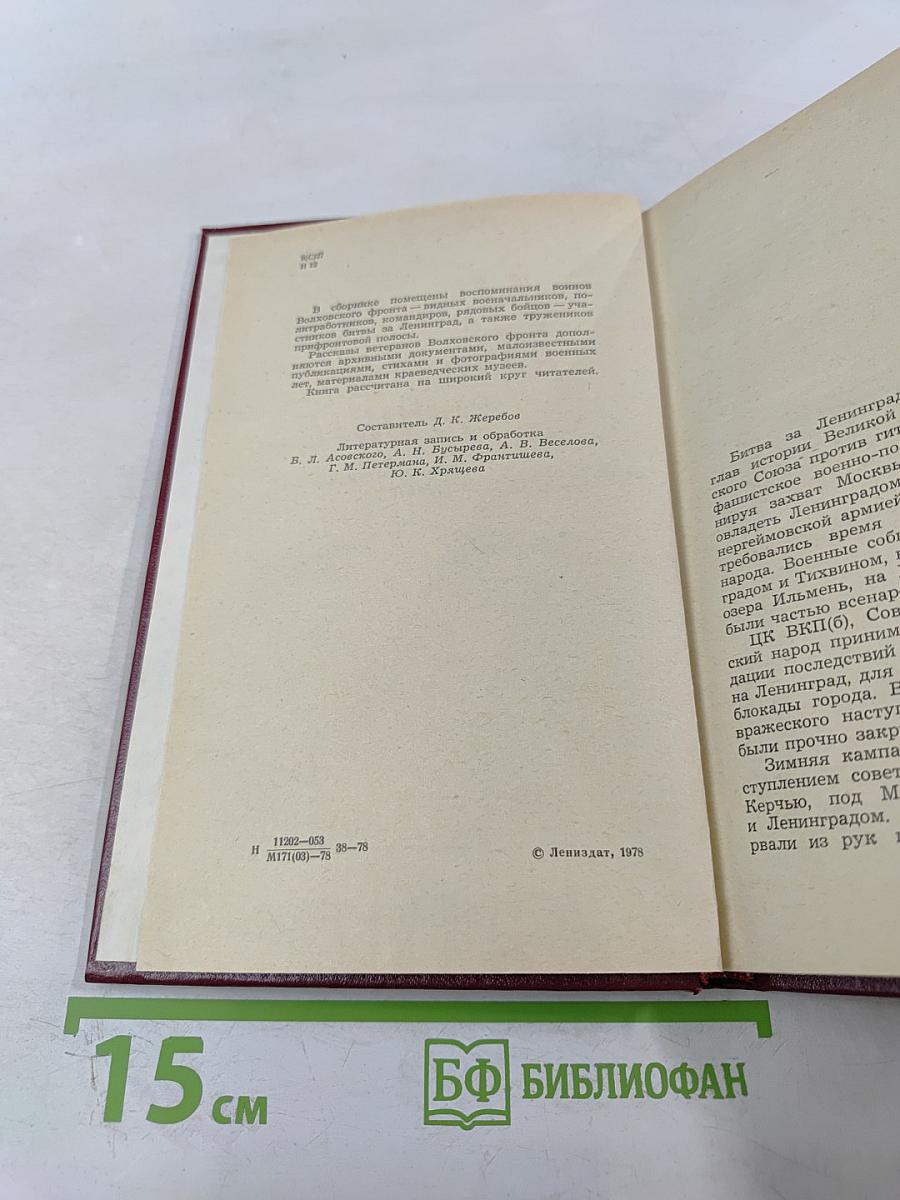 9(С)27
Н 12
В сборнике помещены воспоминания воинов
Волховского фронта — видных военачальников, по-
литработников, командиров, рядовых бойцов — уча-
стников битвы за Ленинград, а также тружеников
прифронтовой полосы.
Рассказы ветеранов Волховского фронта допол-
няются архивными документами, малоизвестными
публикациями, стихами и фотографиями военных
лет, материалами краеведческих музеев.
Книга рассчитана на широкий круг читателей.
Составитель Д. К. Жеребов
Литературная запись и обработка
В. Л. Асовского, А. Н. Бусырева, А. В. Веселова,
Г. М. Петермана, И. М. Франтишева,
Ю. К. Хрящева
Н 11202—053
М171(03)—78 38—78
© Лениздат, 1978
Битва за Ленинград
глав истории Великой
ского Союза против гит
фашистское военно-по
нируя захват Москвы
овладеть Ленинградом
нергеймовской армией
требовались время
народа. Военные соб
градом и Тихвином,
озера Ильмень, на
были частью всенар
ЦК ВКП(б), Сов
ский народ приним
дации последствий
на Ленинград, для
блокады города. В
вражеского насту
были прочно закр
Зимняя кампа
ступлением совет
Керчью, под М
и Ленинградом.
рвали из рук
15 см
БФ БИБЛИОФАН